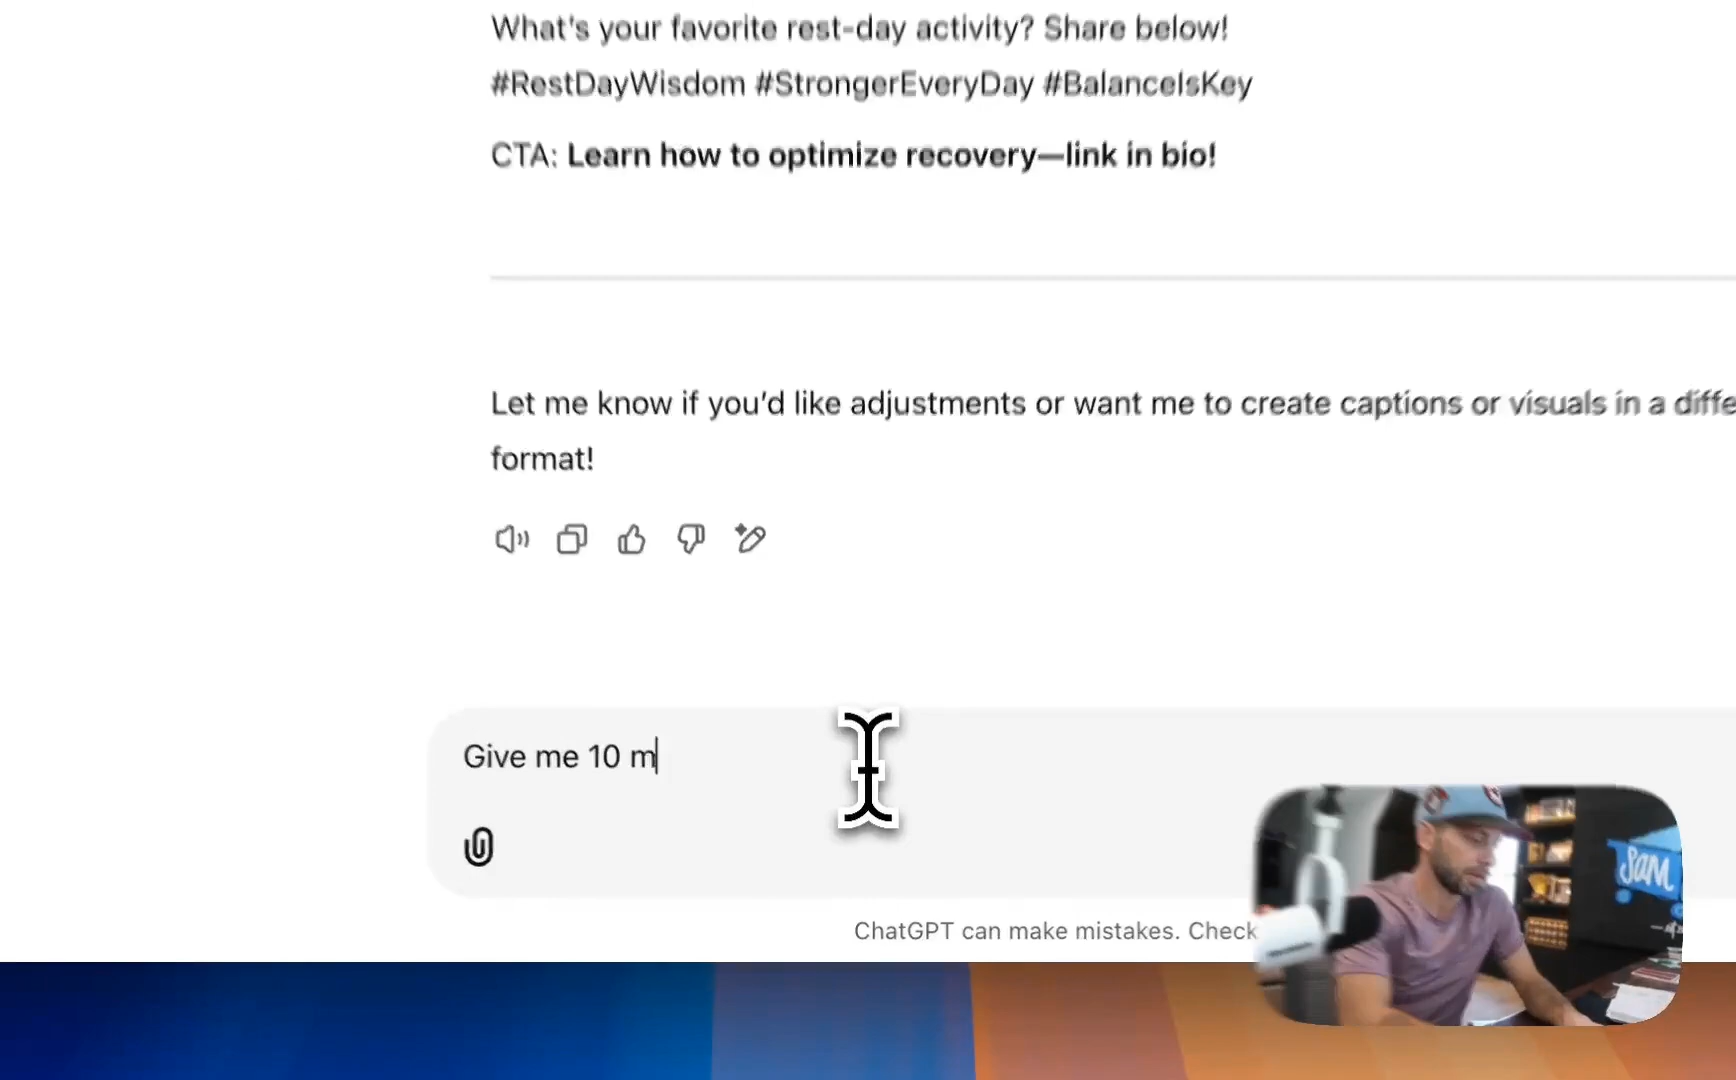 What's your favorite rest-day activity? Share below!
#RestDayWisdom #StrongerEveryDay #BalanceIsKey
CTA: Learn how to optimize recovery—link in bio!
Let me know if you'd like adjustments or want me to create captions or visuals in a diffe
format!
Give me 10 m
ChatGPT can make mistakes. Check
Sam